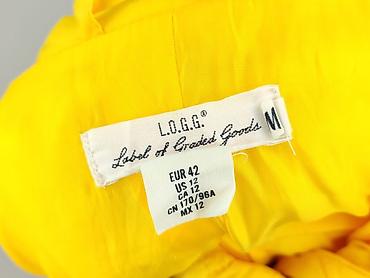 L.O.G.G.®
Label of Graded Goods
M
EUR 42
US 12
CA 12
CN 170/96A
MX 12